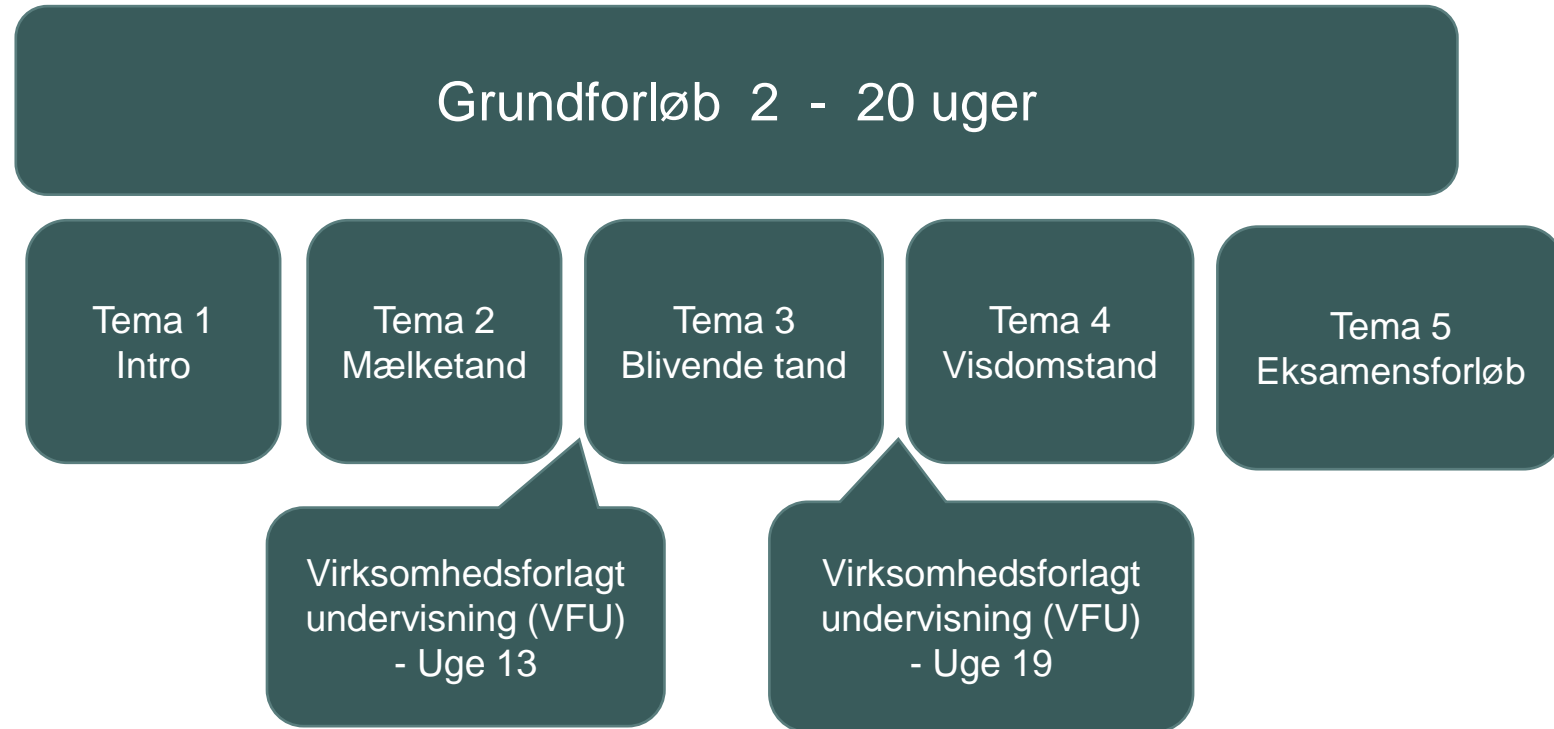 Grundforløb 2 - 20 uger
Tema 1
Intro
Tema 2
Mælketand
Tema 3
Blivende tand
Tema 4
Visdomstand
Tema 5
Eksamensforløb
Virksomhedsforlagt
undervisning (VFU)
- Uge 13
Virksomhedsforlagt
undervisning (VFU)
- Uge 19